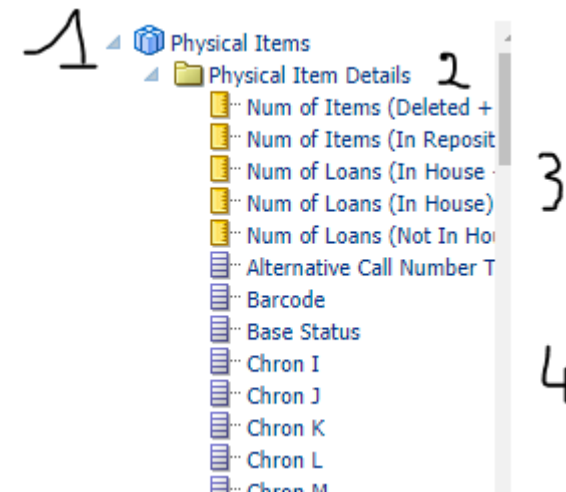 1 Physical Items
Physical Item Details 2
Num of Items (Deleted +
Num of Items (In Reposit
Num of Loans (In House
3
Num of Loans (In House)
Num of Loans (Not In Hou
Alternative Call Number T
Barcode
Base Status
Chron I
4
Chron J
Chron K
Chron L
Chron M